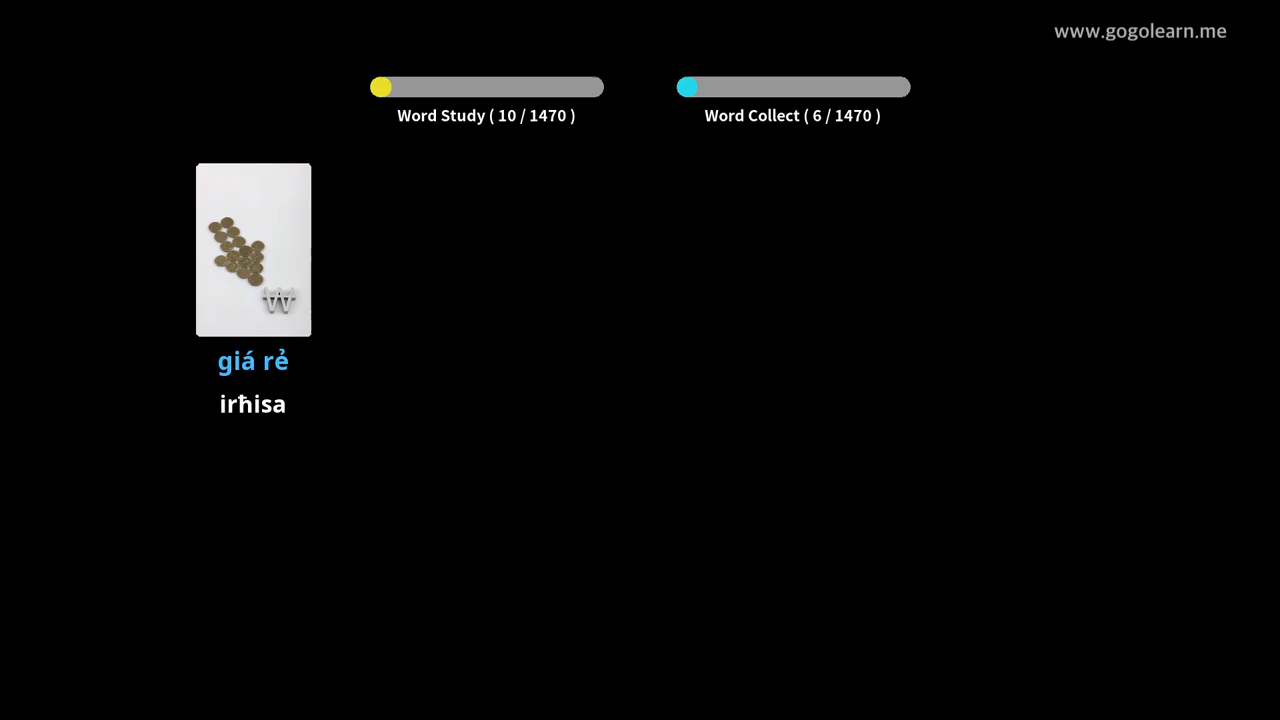 www.gogolearn.me
Word Study ( 10 / 1470 )
Word Collect ( 6 / 1470 )
₩
giá rẻ
irħisa